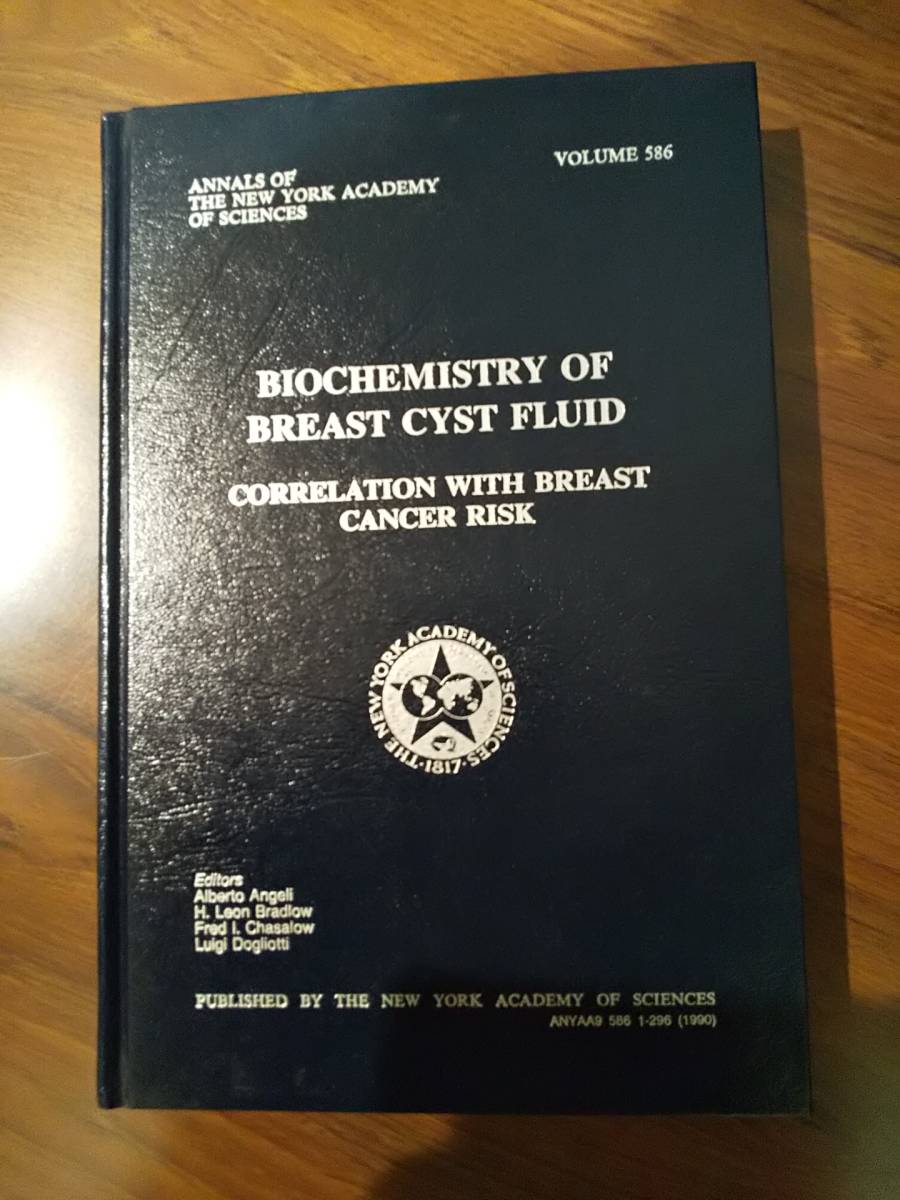 ANNALS OF
THE NEW YORK ACADEMY
OF SCIENCES
VOLUME 586
BIOCHEMISTRY OF
BREAST CYST FLUID
CORRELATION WITH BREAST
CANCER RISK
THE NEW YORK ACADEMY OF SCIENCES
·1817·
Editors
Alberto Angeli
H. Leon Bradlow
Fred I. Chasalow
Luigi Dogliotti
PUBLISHED BY THE NEW YORK ACADEMY OF SCIENCES
ANYAA9 586 1-296 (1990)